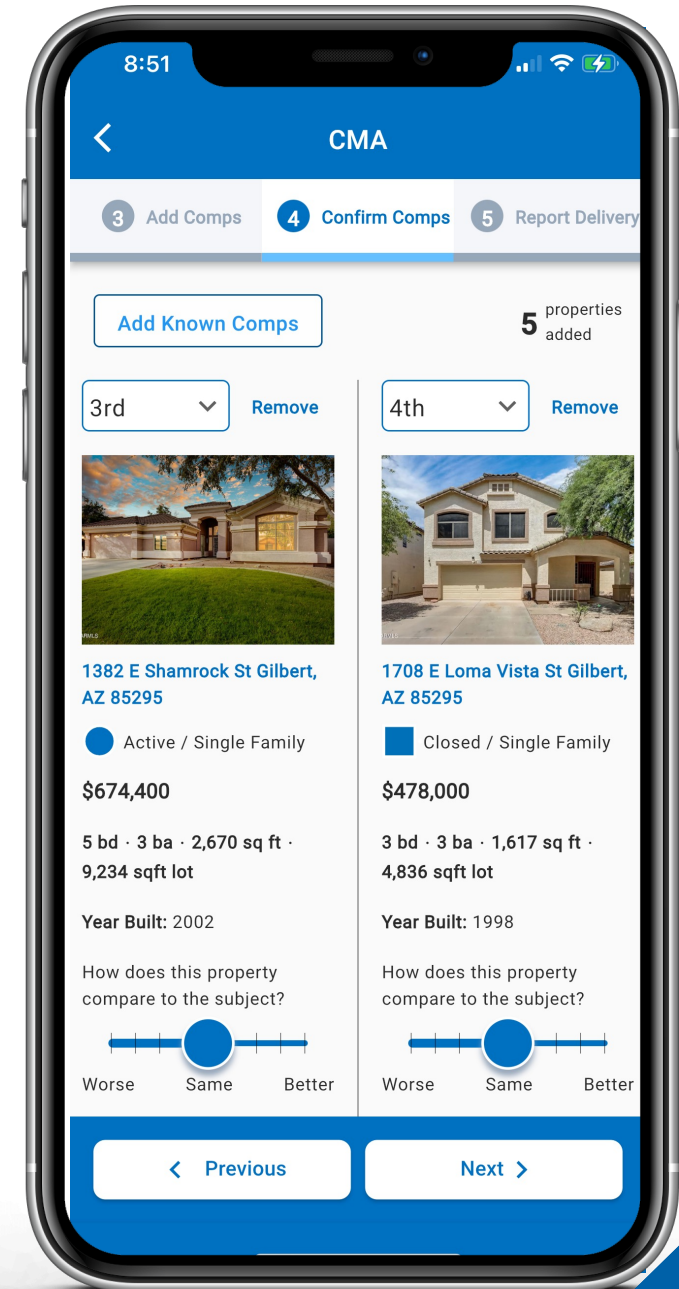 8:51
CMA
3 Add Comps
4 Confirm Comps
5 Report Delivery
Add Known Comps
5 properties
added
3rd
Remove
4th
Remove
1382 E Shamrock St Gilbert,
AZ 85295
Active / Single Family
$674,400
5 bd · 3 ba · 2,670 sq ft ·
9,234 sqft lot
Year Built: 2002
How does this property
compare to the subject?
Worse Same Better
1708 E Loma Vista St Gilbert,
AZ 85295
Closed / Single Family
$478,000
3 bd · 3 ba · 1,617 sq ft ·
4,836 sqft lot
Year Built: 1998
How does this property
compare to the subject?
Worse Same Better
Previous
Next